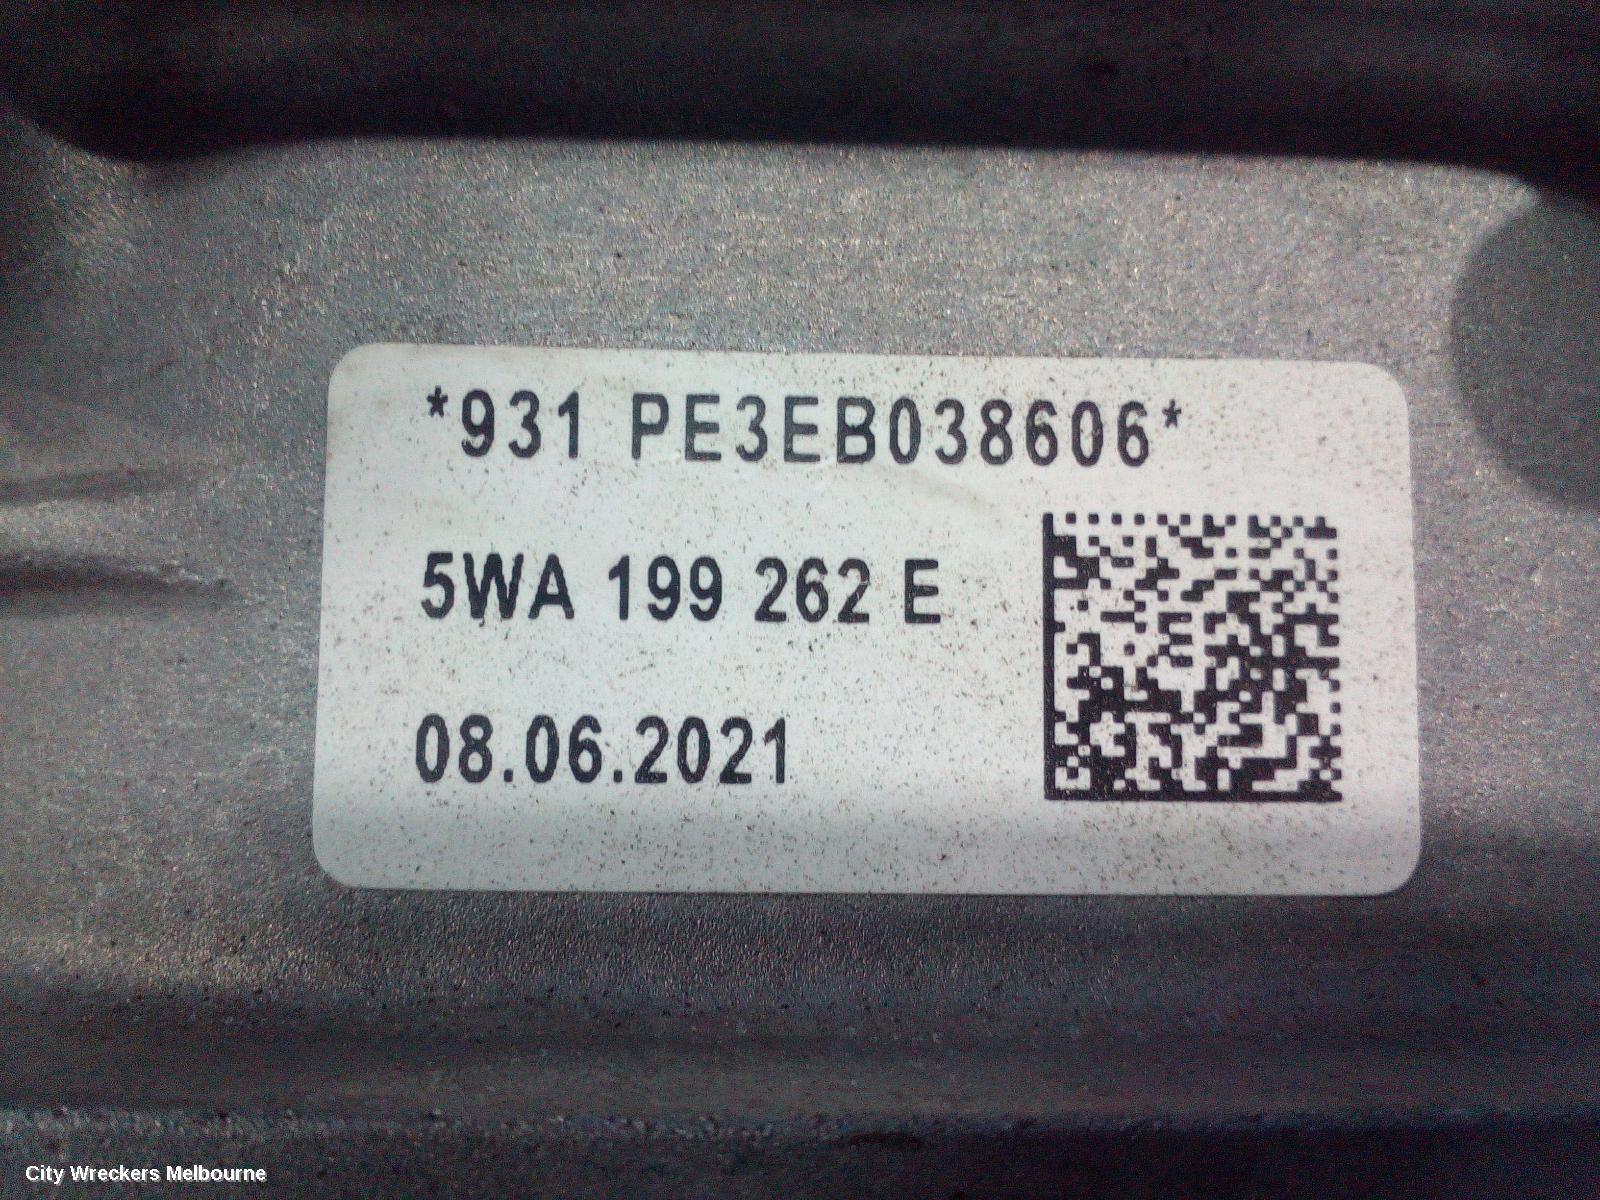 *931 PE3EB038606*
5WA 199 262 E
08.06.2021
City Wreckers Melbourne